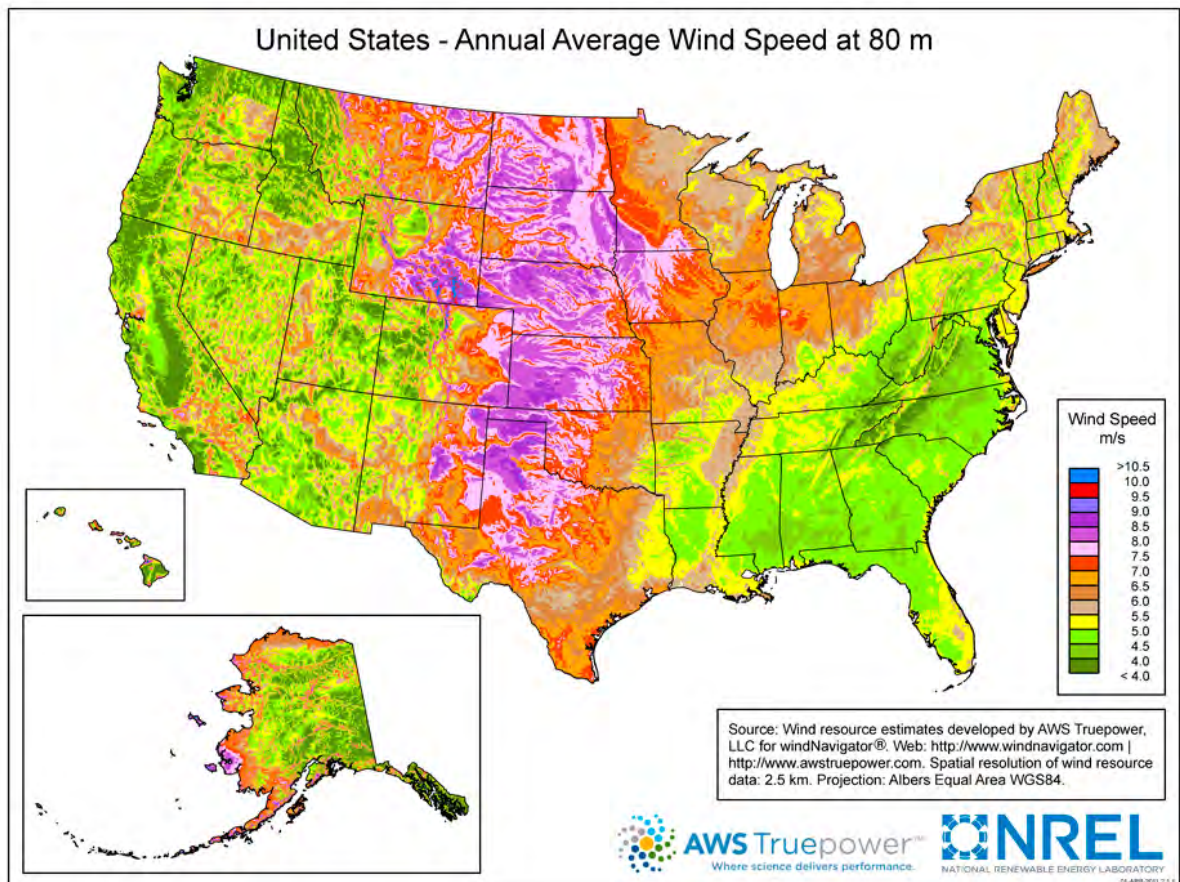 United States - Annual Average Wind Speed at 80 m
Wind Speed
m/s
>10.5
10.0
9.5
9.0
8.5
8.0
7.5
7.0
6.5
6.0
5.5
5.0
4.5
4.0
< 4.0
Source: Wind resource estimates developed by AWS Truepower,
LLC for windNavigator®. Web: http://www.windnavigator.com |
http://www.awstruepower.com. Spatial resolution of wind resource
data: 2.5 km. Projection: Albers Equal Area WGS84.
AWS Truepower™
Where science delivers performance.
NREL
NATIONAL RENEWABLE ENERGY LABORATORY